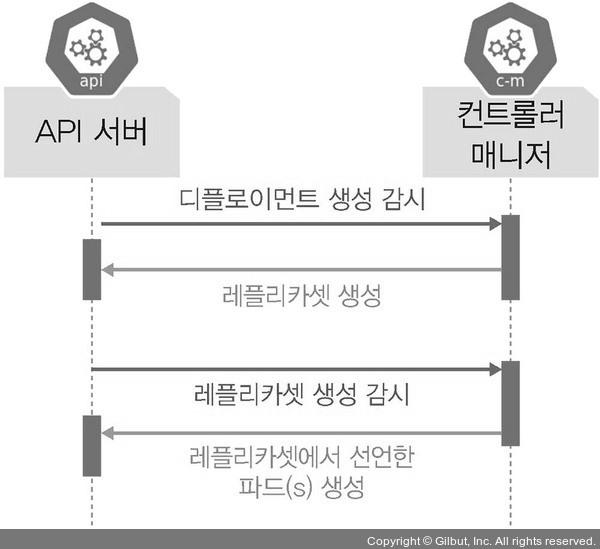 api
c-m
API 서버
컨트롤러
매니저
디플로이먼트 생성 감시
레플리카셋 생성
레플리카셋 생성 감시
레플리카셋에서 선언한
파드(s) 생성
Copyright © Gilbut, Inc. All rights reserved.